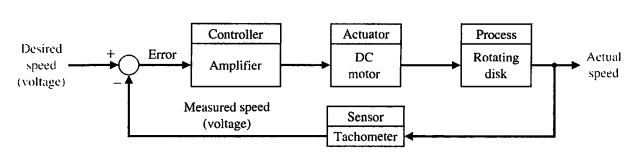 Desired
speed
(voltage)
+
−
Error
Controller
Amplifier
Actuator
DC
motor
Process
Rotating
disk
Actual
speed
Measured speed
(voltage)
Sensor
Tachometer